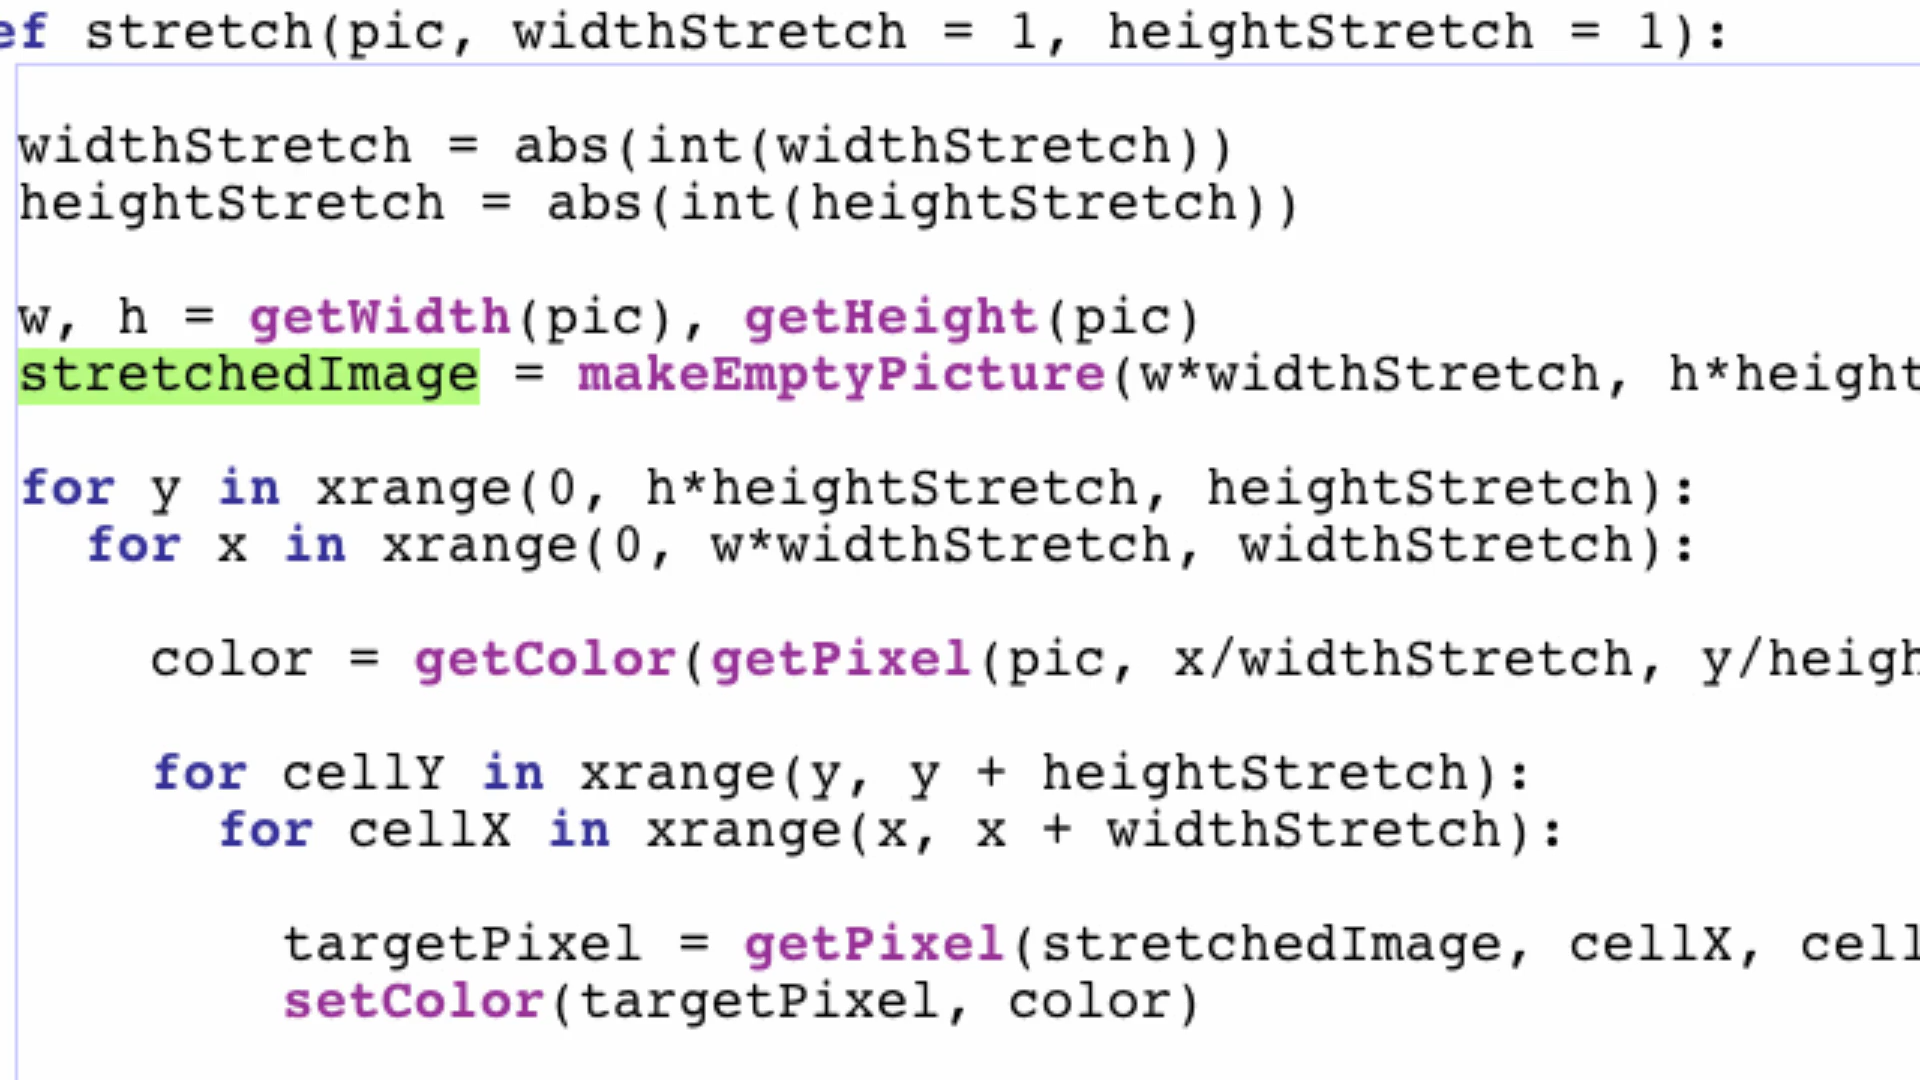 ef stretch(pic, widthStretch = 1, heightStretch = 1):
widthStretch = abs(int(widthStretch))
heightStretch = abs(int(heightStretch))
w, h = getWidth(pic), getHeight(pic)
stretchedImage = makeEmptyPicture(w*widthStretch, h*height
for y in xrange(0, h*heightStretch, heightStretch):
for x in xrange(0, w*widthStretch, widthStretch):
color = getColor(getPixel(pic, x/widthStretch, y/heigh
for cellY in xrange(y, y + heightStretch):
for cellX in xrange(x, x + widthStretch):
targetPixel = getPixel(stretchedImage, cellX, cell
setColor(targetPixel, color)